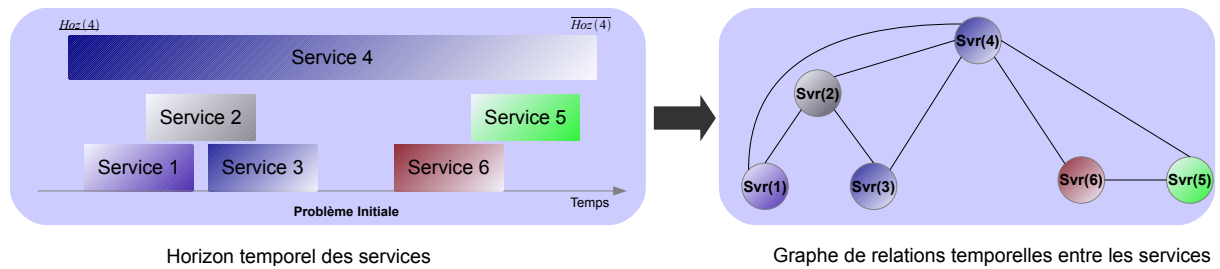 Hoz(4)
Hoz(4)
Service 4
Service 2
Service 5
Service 1
Service 3
Service 6
Temps
Problème Initiale
Horizon temporel des services
Svr(4)
Svr(2)
Svr(1)
Svr(3)
Svr(6)
Svr(5)
Graphe de relations temporelles entre les services